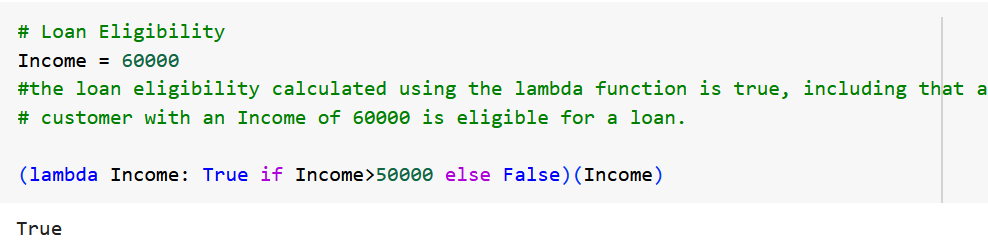 # Loan Eligibility
Income = 60000
#the loan eligibility calculated using the lambda function is true, including that a
# customer with an Income of 60000 is eligible for a loan.
(lambda Income: True if Income>50000 else False)(Income)
True